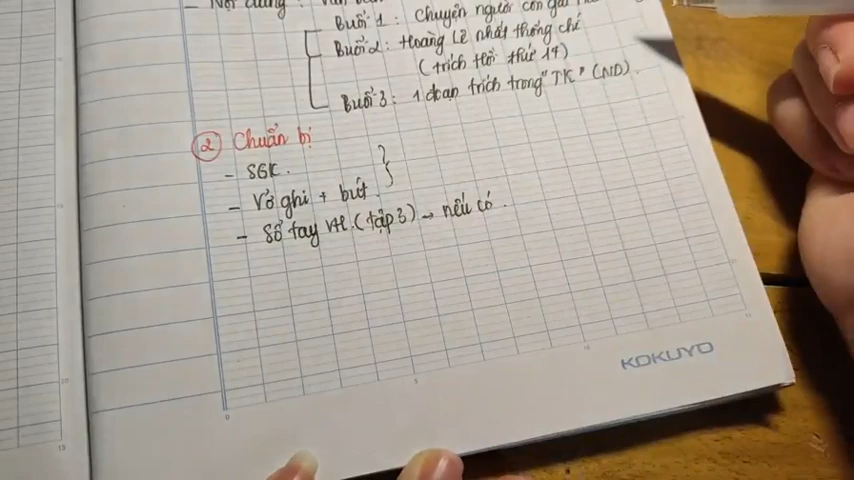 - Nội dung :
Buổi 1 : Chuyện người con gái
Buổi 2 : Hoàng Lê nhất thống chí
(trích hồi thứ 14)
Buổi 3 : 1 đoạn trích trong "TK" (ND).
② Chuẩn bị
- SGK.
- Vở ghi + bút.
- Sổ tay VH. (tập 3) → nếu có.
KOKUYO